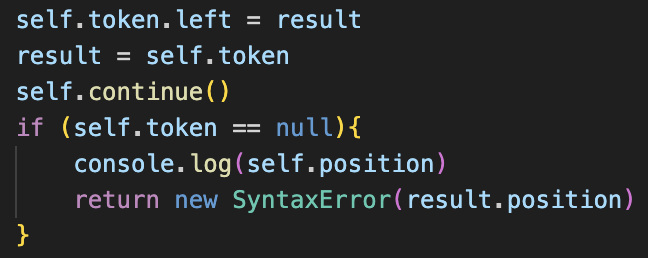 self.token.left = result
result = self.token
self.continue()
if (self.token == null){
console.log(self.position)
return new SyntaxError(result.position)
}